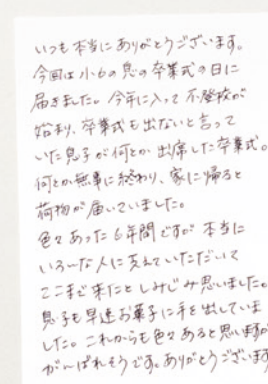 いつも本当にありがとうございます。
今回は小6の息の卒業式の日に
届きました。今年に入って不登校が
始まり、卒業式も出ないと言って
いた息子が何とか出席した卒業式。
何とか無事に終わり、家に帰ると
荷物が届いていました。
色々あった6年間ですが本当に
いろいろな人に支えていただいて
ここまで来たとしみじみ思いました。
息子も早速お菓子に手を出していま
した。これからも色々あると思いますが
がんばれそうです。ありがとうございます